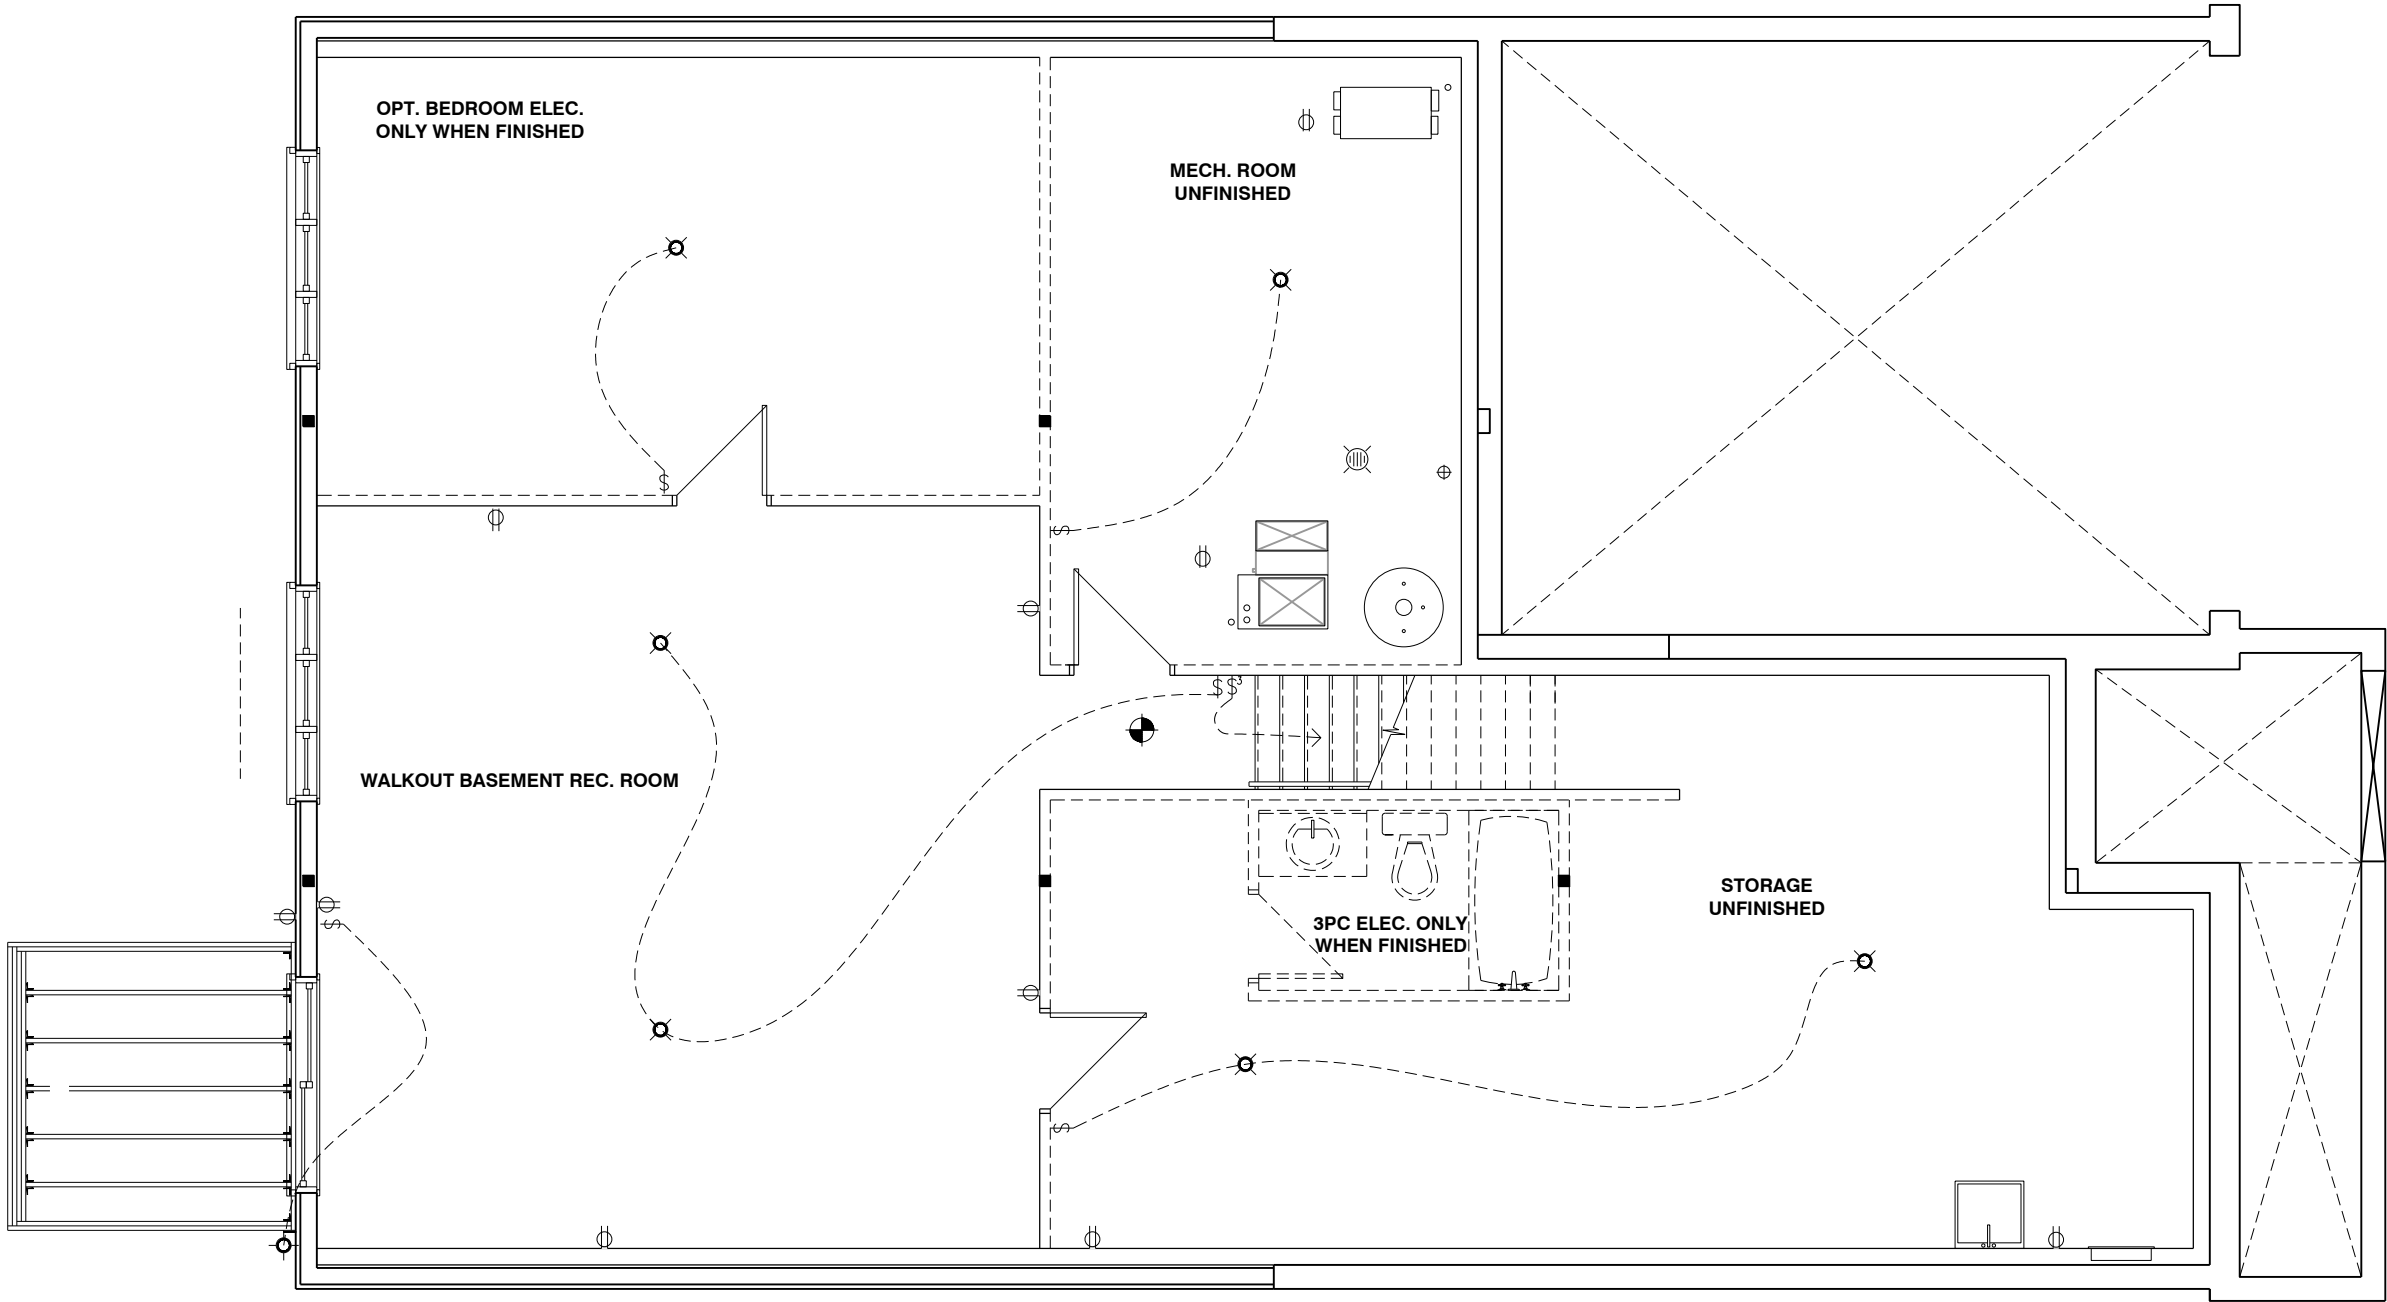 OPT. BEDROOM ELEC.
ONLY WHEN FINISHED
MECH. ROOM
UNFINISHED
$
$
$
$ $ 3
WALKOUT BASEMENT REC. ROOM
STORAGE
UNFINISHED
3PC ELEC. ONLY
WHEN FINISHED
$
$